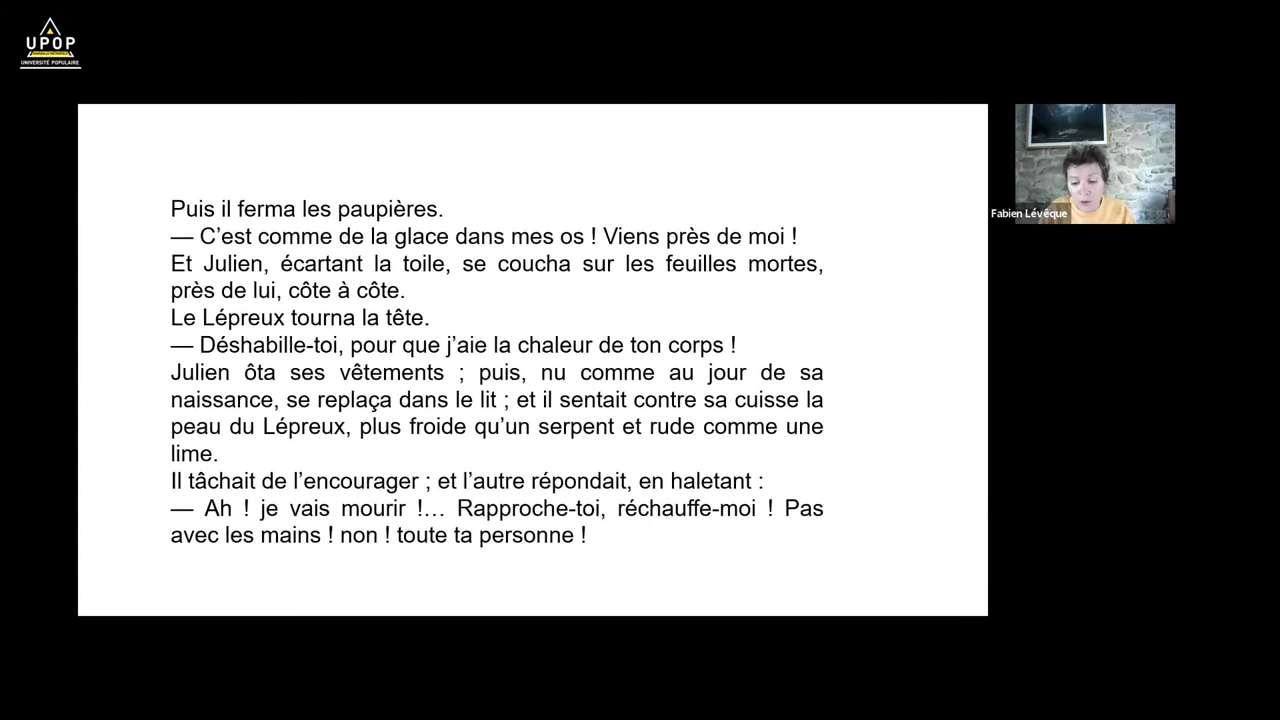 UPOP
UNIVERSITÉ POPULAIRE
Puis il ferma les paupières.
— C’est comme de la glace dans mes os ! Viens près de moi !
Et Julien, écartant la toile, se coucha sur les feuilles mortes,
près de lui, côte à côte.
Le Lépreux tourna la tête.
— Déshabille-toi, pour que j’aie la chaleur de ton corps !
Julien ôta ses vêtements ; puis, nu comme au jour de sa
naissance, se replaça dans le lit ; et il sentait contre sa cuisse la
peau du Lépreux, plus froide qu’un serpent et rude comme une
lime.
Il tâchait de l’encourager ; et l’autre répondait, en haletant :
— Ah ! je vais mourir !… Rapproche-toi, réchauffe-moi ! Pas
avec les mains ! non ! toute ta personne !
Fabien Lévêque